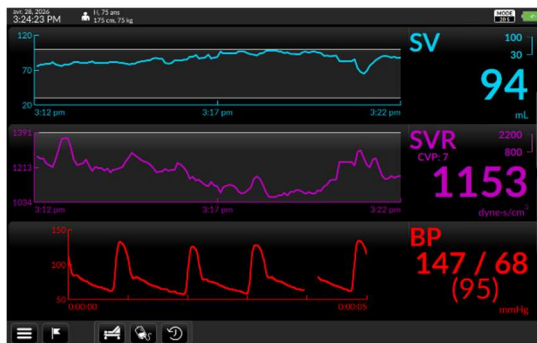 avr. 28, 2026
3:24:23 PM
H, 75 ans
175 cm, 75 kg
MODE
20 s
120
70
20
3:12 pm
3:17 pm
3:22 pm
SV
100
30
94
mL
1391
1213
1034
3:12 pm
3:17 pm
3:22 pm
SVR
CVP: 7
2200
800
1153
dyne-s/cm⁵
150
100
50
0:00:00
0:00:05
BP
147 / 68
(95)
mmHg